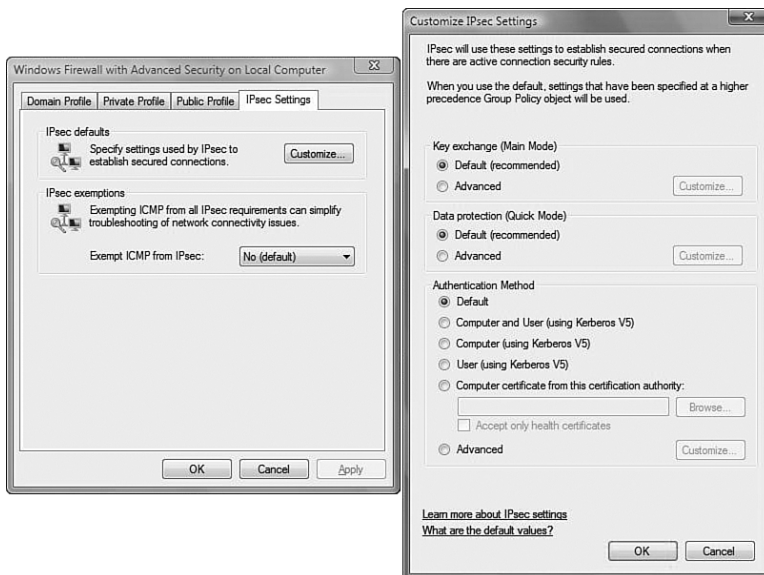 Windows Firewall with Advanced Security on Local Computer
Domain Profile Private Profile Public Profile IPsec Settings
IPsec defaults
Specify settings used by IPsec to
establish secured connections.
Customize...
IPsec exemptions
Exempting ICMP from all IPsec requirements can simplify
troubleshooting of network connectivity issues.
Exempt ICMP from IPsec: No (default)
OK Cancel Apply
Customize IPsec Settings
IPsec will use these settings to establish secured connections when
there are active connection security rules.
When you use the default, settings that have been specified at a higher
precedence Group Policy object will be used.
Key exchange (Main Mode)
Default (recommended)
Advanced Customize...
Data protection (Quick Mode)
Default (recommended)
Advanced Customize...
Authentication Method
Default
Computer and User (using Kerberos V5)
Computer (using Kerberos V5)
User (using Kerberos V5)
Computer certificate from this certification authority:
Browse...
Accept only health certificates
Advanced Customize...
Learn more about IPsec settings
What are the default values?
OK Cancel